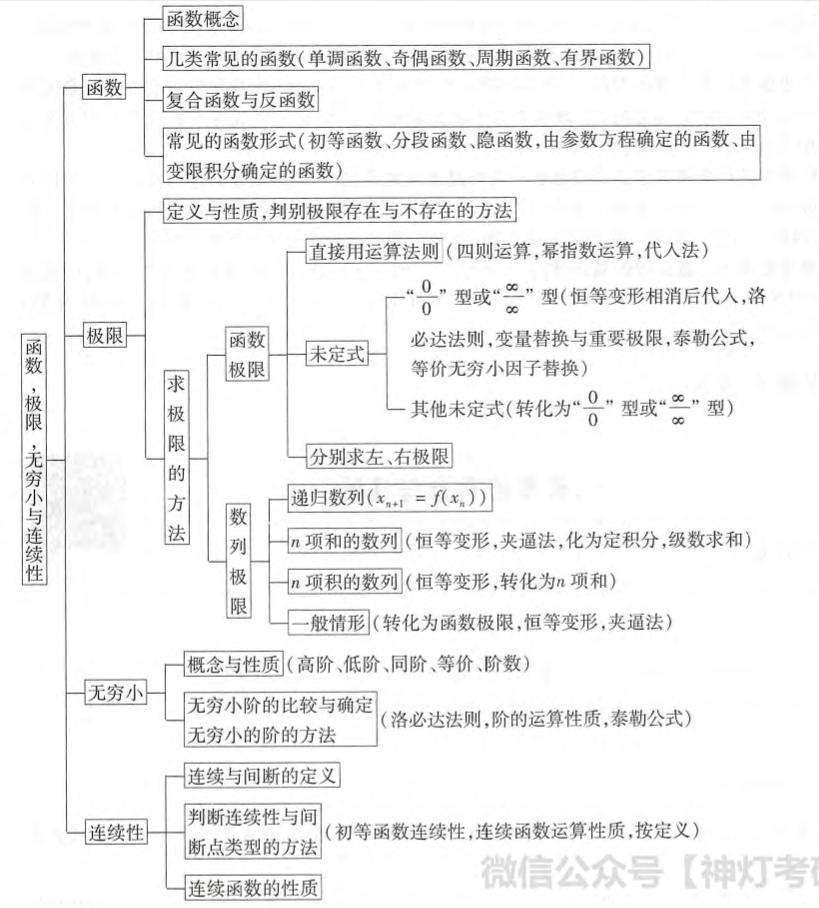 函数概念
几类常见的函数(单调函数、奇偶函数、周期函数、有界函数)
函数
复合函数与反函数
常见的函数形式(初等函数、分段函数、隐函数,由参数方程确定的函数、由
变限积分确定的函数)
定义与性质,判别极限存在与不存在的方法
直接用运算法则(四则运算,幂指数运算,代入法)
“0/0”型或“∞/∞”型(恒等变形相消后代入,洛
必达法则,变量替换与重要极限,泰勒公式,
等价无穷小因子替换)
极限
函数
极限
未定式
其他未定式(转化为“0/0”型或“∞/∞”型)
求极限的方法
分别求左、右极限
函数,极限,无穷小与连续性
数列极限
递归数列(xₙ₊₁ = f(xₙ))
n 项和的数列(恒等变形,夹逼法,化为定积分,级数求和)
n 项积的数列(恒等变形,转化为n 项和)
一般情形(转化为函数极限,恒等变形,夹逼法)
概念与性质(高阶、低阶、同阶、等价、阶数)
无穷小
无穷小阶的比较与确定
无穷小的阶的方法
(洛必达法则,阶的运算性质,泰勒公式)
连续与间断的定义
连续性
判断连续性与间
断点类型的方法
(初等函数连续性,连续函数运算性质,按定义)
连续函数的性质
微信公众号【神灯考研